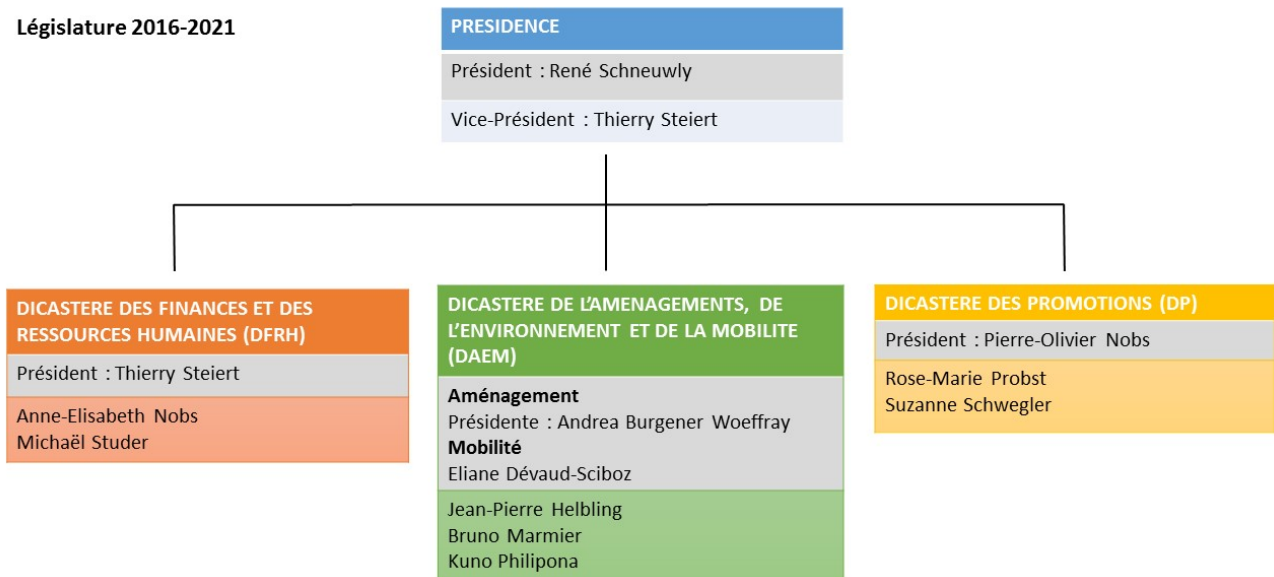 Législature 2016-2021
PRESIDENCE
Président : René Schneuwly
Vice-Président : Thierry Steiert
DICASTERE DES FINANCES ET DES
RESSOURCES HUMAINES (DFRH)
Président : Thierry Steiert
Anne-Elisabeth Nobs
Michaël Studer
DICASTERE DE L'AMENAGEMENTS, DE
L'ENVIRONNEMENT ET DE LA MOBILITE
(DAEM)
Aménagement
Présidente : Andrea Burgener Woeffray
Mobilité
Eliane Dévaud-Sciboz
Jean-Pierre Helbling
Bruno Marmier
Kuno Philipona
DICASTERE DES PROMOTIONS (DP)
Président : Pierre-Olivier Nobs
Rose-Marie Probst
Suzanne Schwegler